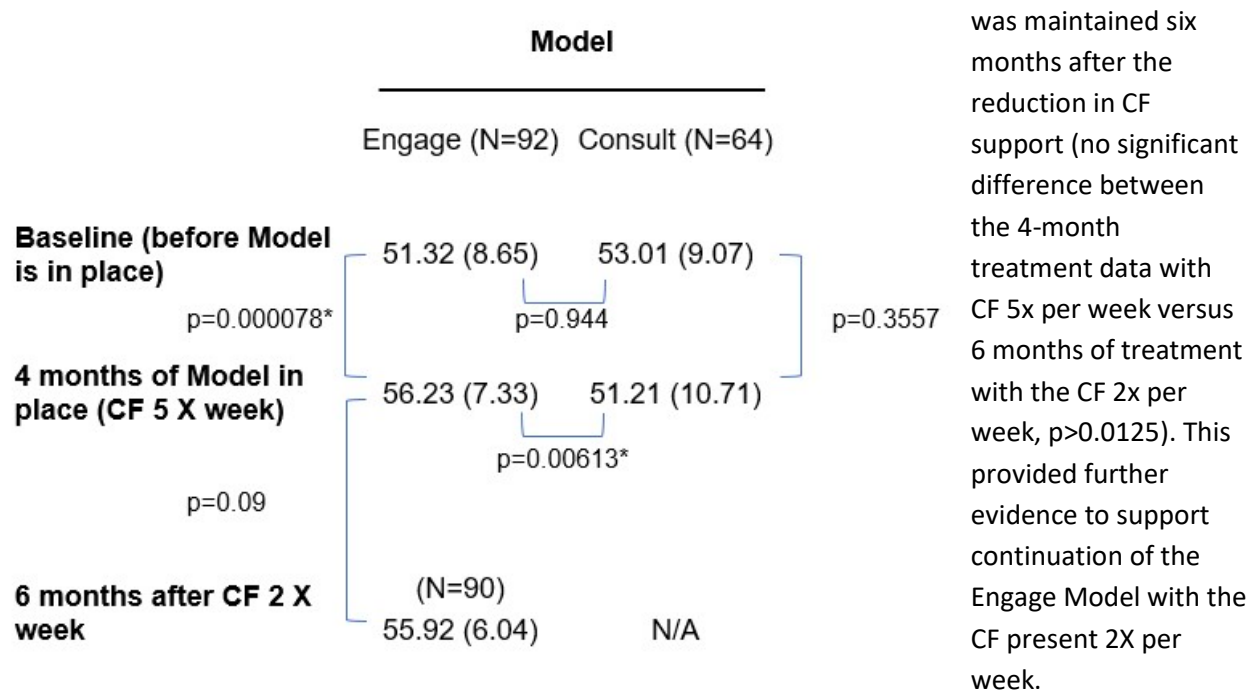 Model
Engage (N=92) Consult (N=64)
Baseline (before Model
is in place)
51.32 (8.65) 53.01 (9.07)
p=0.000078*
p=0.944
p=0.3557
4 months of Model in
place (CF 5 X week)
56.23 (7.33) 51.21 (10.71)
p=0.00613*
p=0.09
6 months after CF 2 X
week
(N=90)
55.92 (6.04) N/A
was maintained six
months after the
reduction in CF
support (no significant
difference between
the 4-month
treatment data with
CF 5x per week versus
6 months of treatment
with the CF 2x per
week, p>0.0125). This
provided further
evidence to support
continuation of the
Engage Model with the
CF present 2X per
week.